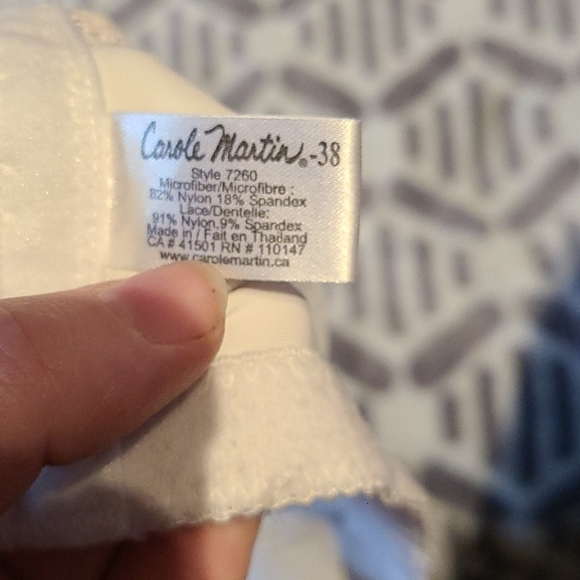 Carole Martin®-38
Style 7260
Microfiber/Microfibre :
82% Nylon 18% Spandex
Lace/Dentelle:
91% Nylon,9% Spandex
Made in / Fait en Thailand
CA # 41501 RN # 110147
www.carolemartin.ca